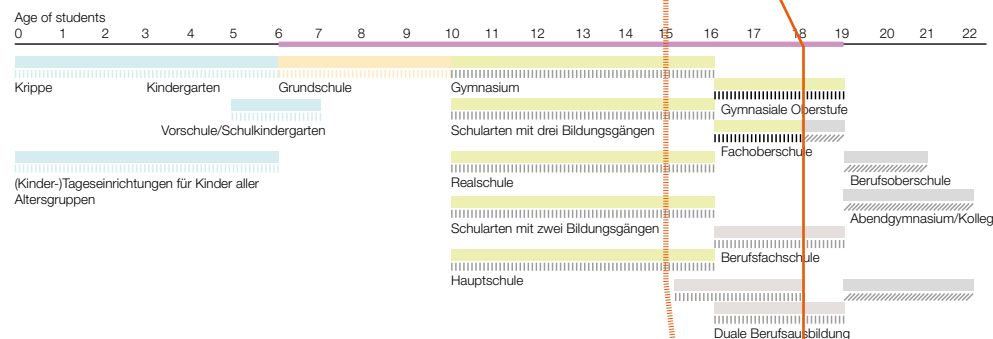 Age of students
0 1 2 3 4 5 6 7 8 9 10 11 12 13 14 15 16 17 18 19 20 21 22
Krippe Kindergarten Grundschule Gymnasium
Gymnasiale Oberstufe
Vorschule/Schulkindergarten Schularten mit drei Bildungsgängen
Fachoberschule
(Kinder-)Tageseinrichtungen für Kinder aller
Altersgruppen
Realschule
Berufsoberschule
Schularten mit zwei Bildungsgängen
Abendgymnasium/Kolleg
Berufsfachschule
Hauptschule
Duale Berufsausbildung